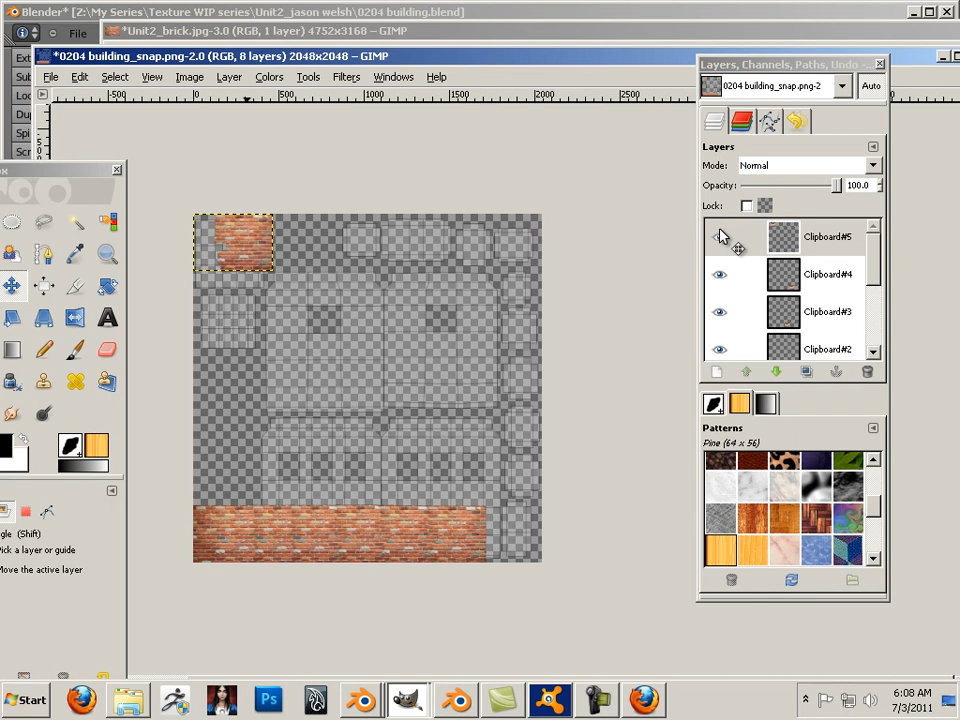 Blender* [Z:\My Series\Texture WIP series\Unit2_jason welsh\0204 building.blend]
File
*Unit2_brick.jpg-3.0 (RGB, 1 layer) 4752x3168 – GIMP
*0204 building_snap.png-2.0 (RGB, 8 layers) 2048x2048 – GIMP
File Edit Select View Image Layer Colors Tools Filters Windows Help
-500 0 500 1000 1500 2000 2500
Layers, Channels, Paths, Undo -
0204 building_snap.png-2
Auto
Layers
Mode: Normal
Opacity: 100.0
Lock:
Clipboard#5
Clipboard#4
Clipboard#3
Clipboard#2
Patterns
Pine (64 x 56)
(Shift)
Pick a layer or guide
Move the active layer
Start
Ps
6:08 AM
7/3/2011